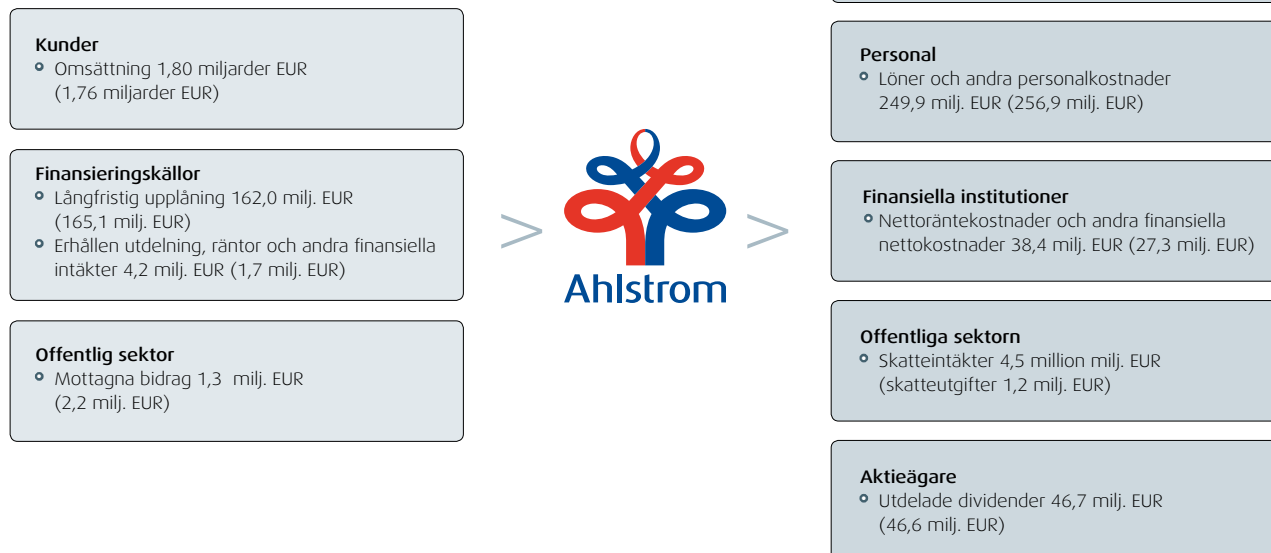 Kunder
Omsättning 1,80 miljarder EUR
(1,76 miljarder EUR)
Finansieringskällor
Långfristig upplåning 162,0 milj. EUR
(165,1 milj. EUR)
Erhållen utdelning, räntor och andra finansiella
intäkter 4,2 milj. EUR (1,7 milj. EUR)
Offentlig sektor
Mottagna bidrag 1,3 milj. EUR
(2,2 milj. EUR)
>
Ahlstrom
>
Personal
Löner och andra personalkostnader
249,9 milj. EUR (256,9 milj. EUR)
Finansiella institutioner
Nettoräntekostnader och andra finansiella
nettokostnader 38,4 milj. EUR (27,3 milj. EUR)
Offentliga sektorn
Skatteintäkter 4,5 million milj. EUR
(skatteutgifter 1,2 milj. EUR)
Aktieägare
Utdelade dividender 46,7 milj. EUR
(46,6 milj. EUR)